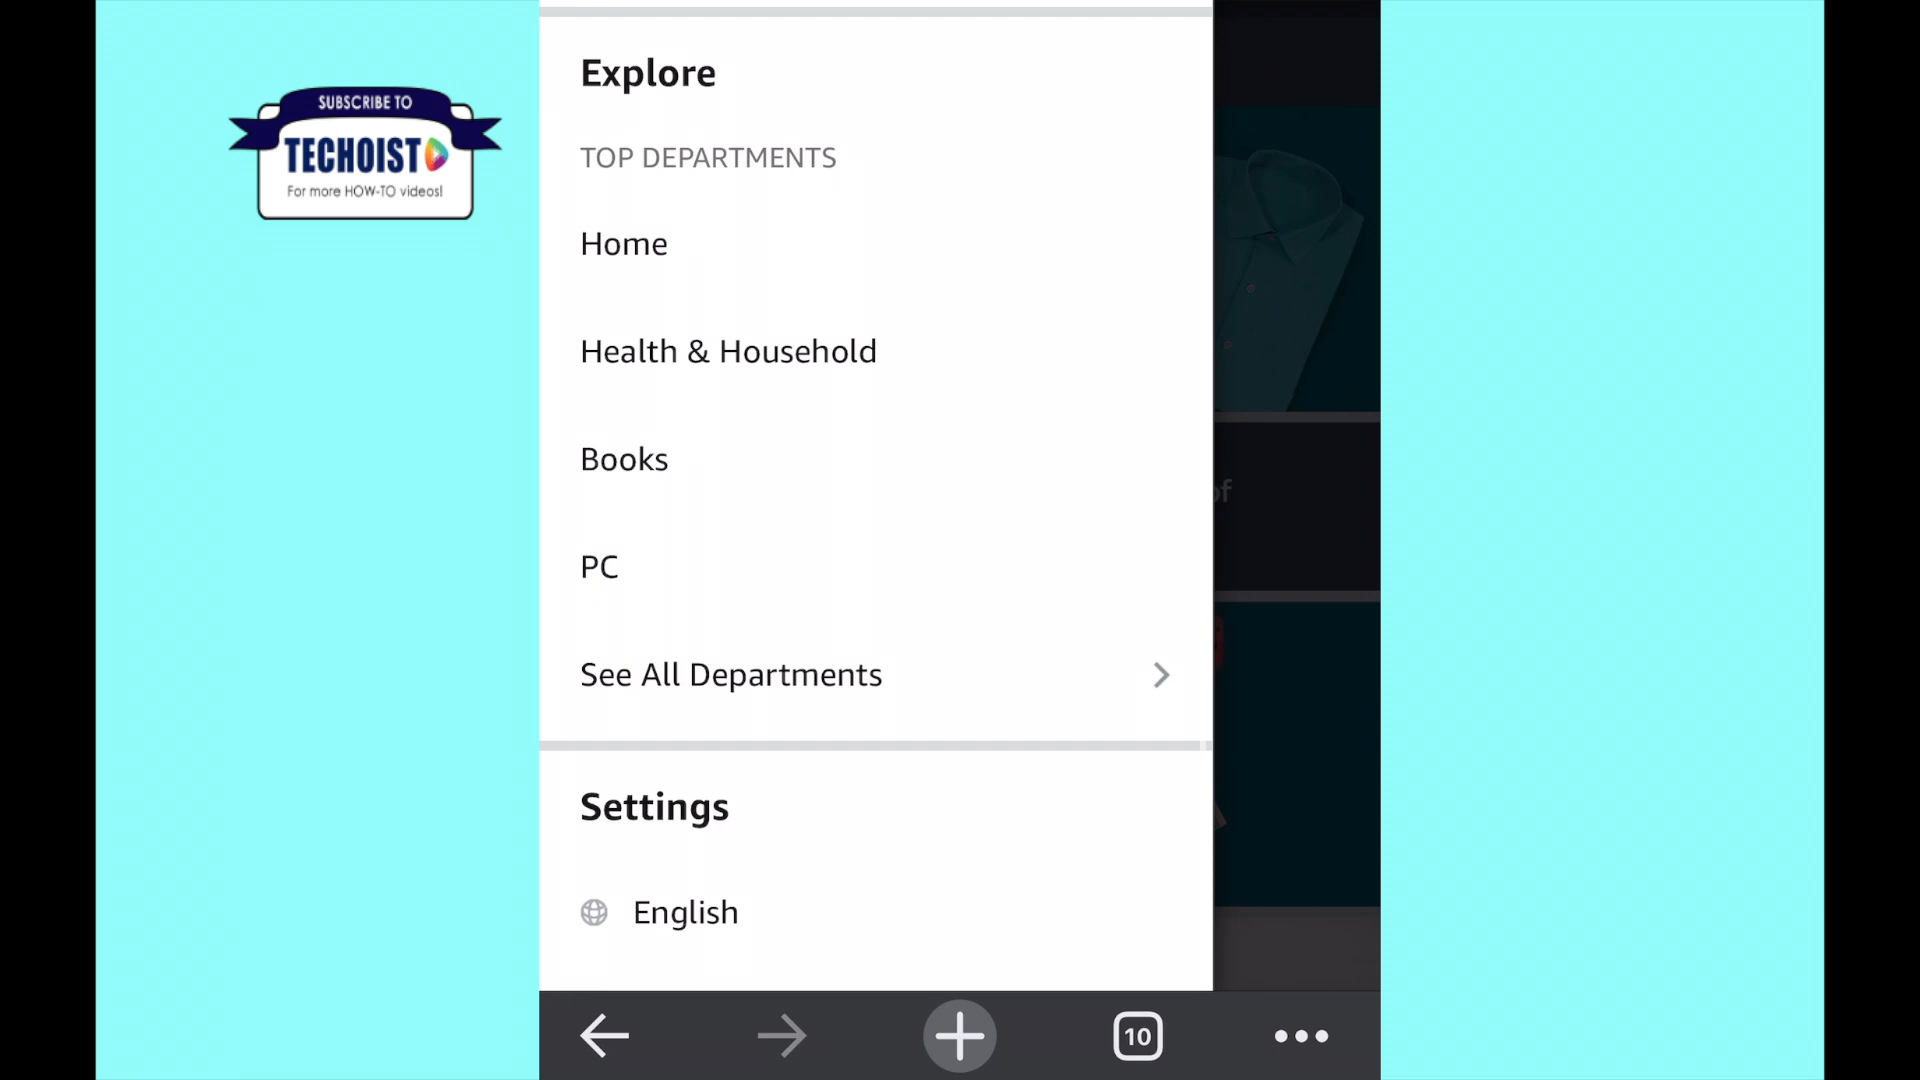 SUBSCRIBE TO
TECHOIST
For more HOW-TO videos!
Explore
TOP DEPARTMENTS
Home
Health & Household
Books
PC
See All Departments
Settings
English
of
10